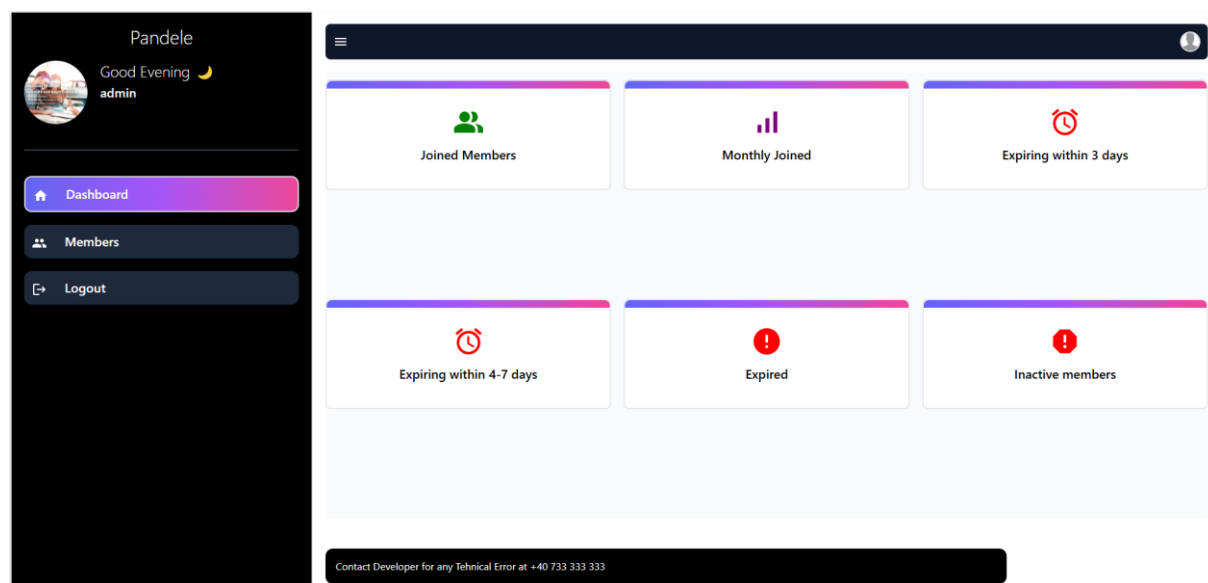 Pandele
Good Evening 🌙
admin
Dashboard
Members
Logout
Joined Members
Monthly Joined
Expiring within 3 days
Expiring within 4-7 days
Expired
Inactive members
Contact Developer for any Tehnical Error at +40 733 333 333